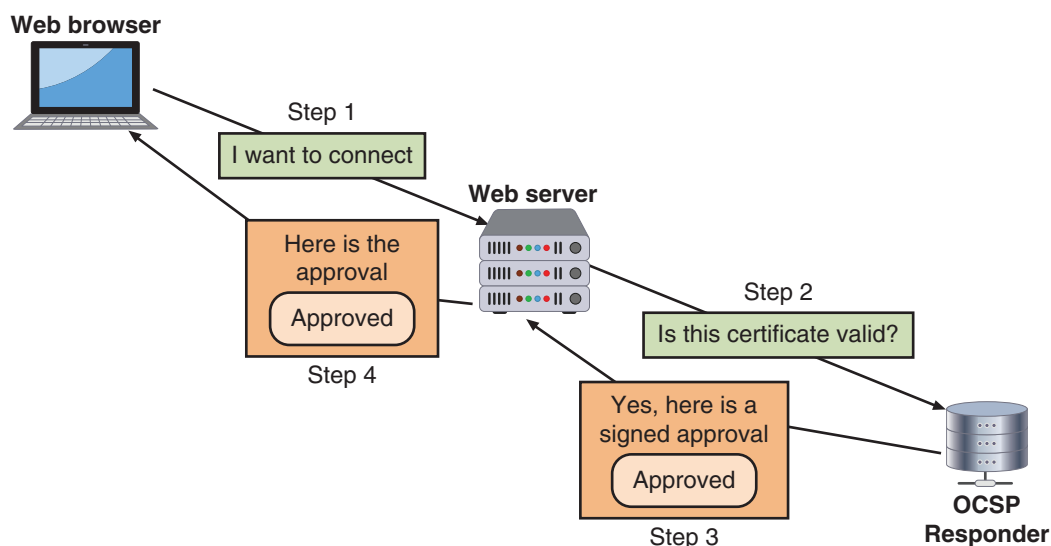 Web browser
Step 1
I want to connect
Web server
Here is the
approval
Approved
Step 4
Step 2
Is this certificate valid?
Yes, here is a
signed approval
Approved
Step 3
OCSP
Responder